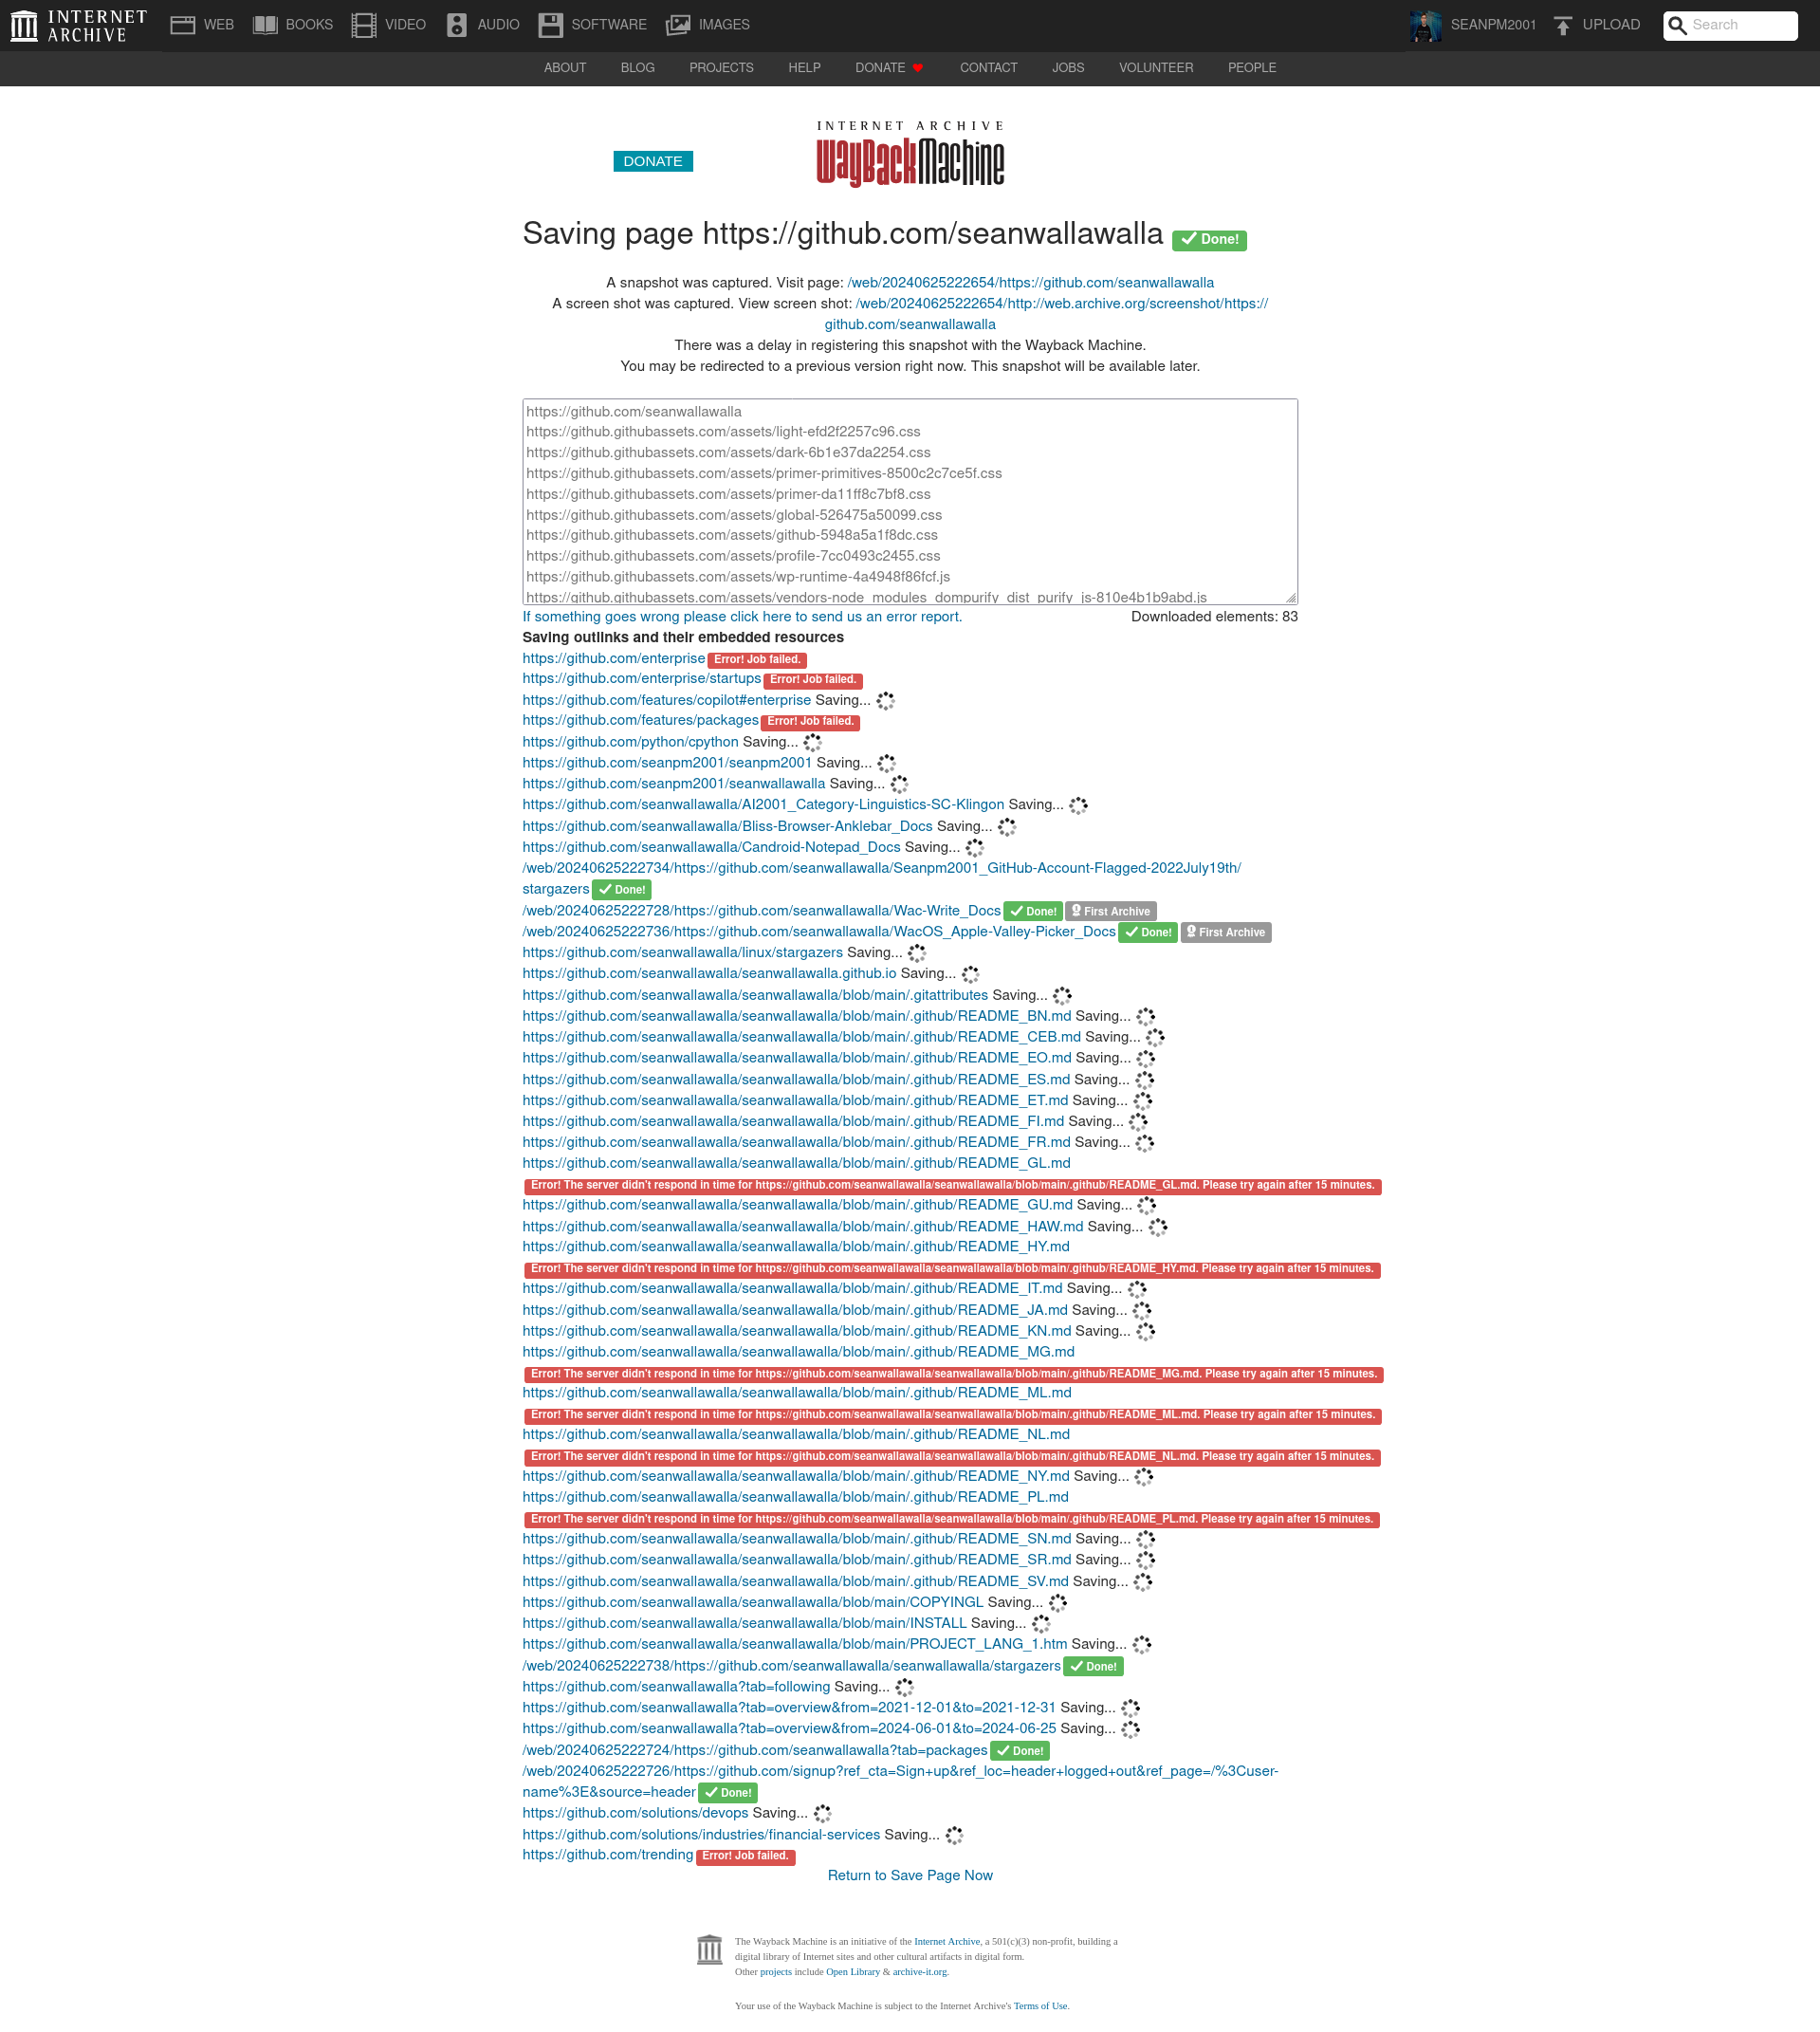 INTERNET ARCHIVE
WEB BOOKS VIDEO AUDIO SOFTWARE IMAGES SEANPM2001 UPLOAD Search
ABOUT BLOG PROJECTS HELP DONATE CONTACT JOBS VOLUNTEER PEOPLE
INTERNET ARCHIVE
DONATE
WayBackMachine
Saving page https://github.com/seanwallawalla Done!
A snapshot was captured. Visit page: /web/20240625222654/https://github.com/seanwallawalla
A screen shot was captured. View screen shot: /web/20240625222654/http://web.archive.org/screenshot/https://
github.com/seanwallawalla
There was a delay in registering this snapshot with the Wayback Machine.
You may be redirected to a previous version right now. This snapshot will be available later.
https://github.com/seanwallawalla
https://github.githubassets.com/assets/light-efd2f2257c96.css
https://github.githubassets.com/assets/dark-6b1e37da2254.css
https://github.githubassets.com/assets/primer-primitives-8500c2c7ce5f.css
https://github.githubassets.com/assets/primer-da11ff8c7bf8.css
https://github.githubassets.com/assets/global-526475a50099.css
https://github.githubassets.com/assets/github-5948a5a1f8dc.css
https://github.githubassets.com/assets/profile-7cc0493c2455.css
https://github.githubassets.com/assets/wp-runtime-4a4948f86fcf.js
https://github.githubassets.com/assets/vendors-node_modules_dompurify_dist_purify_js-810e4b1b9abd.js
If something goes wrong please click here to send us an error report. Downloaded elements: 83
Saving outlinks and their embedded resources
https://github.com/enterprise Error! Job failed.
https://github.com/enterprise/startups Error! Job failed.
https://github.com/features/copilot#enterprise Saving...
https://github.com/features/packages Error! Job failed.
https://github.com/python/cpython Saving...
https://github.com/seanpm2001/seanpm2001 Saving...
https://github.com/seanpm2001/seanwallawalla Saving...
https://github.com/seanwallawalla/AI2001_Category-Linguistics-SC-Klingon Saving...
https://github.com/seanwallawalla/Bliss-Browser-Anklebar_Docs Saving...
https://github.com/seanwallawalla/Candroid-Notepad_Docs Saving...
/web/20240625222734/https://github.com/seanwallawalla/Seanpm2001_GitHub-Account-Flagged-2022July19th/
stargazers Done!
/web/20240625222728/https://github.com/seanwallawalla/Wac-Write_Docs Done! First Archive
/web/20240625222736/https://github.com/seanwallawalla/WacOS_Apple-Valley-Picker_Docs Done! First Archive
https://github.com/seanwallawalla/linux/stargazers Saving...
https://github.com/seanwallawalla/seanwallawalla.github.io Saving...
https://github.com/seanwallawalla/seanwallawalla/blob/main/.gitattributes Saving...
https://github.com/seanwallawalla/seanwallawalla/blob/main/.github/README_BN.md Saving...
https://github.com/seanwallawalla/seanwallawalla/blob/main/.github/README_CEB.md Saving...
https://github.com/seanwallawalla/seanwallawalla/blob/main/.github/README_EO.md Saving...
https://github.com/seanwallawalla/seanwallawalla/blob/main/.github/README_ES.md Saving...
https://github.com/seanwallawalla/seanwallawalla/blob/main/.github/README_ET.md Saving...
https://github.com/seanwallawalla/seanwallawalla/blob/main/.github/README_FI.md Saving...
https://github.com/seanwallawalla/seanwallawalla/blob/main/.github/README_FR.md Saving...
https://github.com/seanwallawalla/seanwallawalla/blob/main/.github/README_GL.md
Error! The server didn't respond in time for https://github.com/seanwallawalla/seanwallawalla/blob/main/.github/README_GL.md. Please try again after 15 minutes.
https://github.com/seanwallawalla/seanwallawalla/blob/main/.github/README_GU.md Saving...
https://github.com/seanwallawalla/seanwallawalla/blob/main/.github/README_HAW.md Saving...
https://github.com/seanwallawalla/seanwallawalla/blob/main/.github/README_HY.md
Error! The server didn't respond in time for https://github.com/seanwallawalla/seanwallawalla/blob/main/.github/README_HY.md. Please try again after 15 minutes.
https://github.com/seanwallawalla/seanwallawalla/blob/main/.github/README_IT.md Saving...
https://github.com/seanwallawalla/seanwallawalla/blob/main/.github/README_JA.md Saving...
https://github.com/seanwallawalla/seanwallawalla/blob/main/.github/README_KN.md Saving...
https://github.com/seanwallawalla/seanwallawalla/blob/main/.github/README_MG.md
Error! The server didn't respond in time for https://github.com/seanwallawalla/seanwallawalla/blob/main/.github/README_MG.md. Please try again after 15 minutes.
https://github.com/seanwallawalla/seanwallawalla/blob/main/.github/README_ML.md
Error! The server didn't respond in time for https://github.com/seanwallawalla/seanwallawalla/blob/main/.github/README_ML.md. Please try again after 15 minutes.
https://github.com/seanwallawalla/seanwallawalla/blob/main/.github/README_NL.md
Error! The server didn't respond in time for https://github.com/seanwallawalla/seanwallawalla/blob/main/.github/README_NL.md. Please try again after 15 minutes.
https://github.com/seanwallawalla/seanwallawalla/blob/main/.github/README_NY.md Saving...
https://github.com/seanwallawalla/seanwallawalla/blob/main/.github/README_PL.md
Error! The server didn't respond in time for https://github.com/seanwallawalla/seanwallawalla/blob/main/.github/README_PL.md. Please try again after 15 minutes.
https://github.com/seanwallawalla/seanwallawalla/blob/main/.github/README_SN.md Saving...
https://github.com/seanwallawalla/seanwallawalla/blob/main/.github/README_SR.md Saving...
https://github.com/seanwallawalla/seanwallawalla/blob/main/.github/README_SV.md Saving...
https://github.com/seanwallawalla/seanwallawalla/blob/main/COPYINGL Saving...
https://github.com/seanwallawalla/seanwallawalla/blob/main/INSTALL Saving...
https://github.com/seanwallawalla/seanwallawalla/blob/main/PROJECT_LANG_1.htm Saving...
/web/20240625222738/https://github.com/seanwallawalla/seanwallawalla/stargazers Done!
https://github.com/seanwallawalla?tab=following Saving...
https://github.com/seanwallawalla?tab=overview&from=2021-12-01&to=2021-12-31 Saving...
https://github.com/seanwallawalla?tab=overview&from=2024-06-01&to=2024-06-25 Saving...
/web/20240625222724/https://github.com/seanwallawalla?tab=packages Done!
/web/20240625222726/https://github.com/signup?ref_cta=Sign+up&ref_loc=header+logged+out&ref_page=/%3Cuser-
name%3E&source=header Done!
https://github.com/solutions/devops Saving...
https://github.com/solutions/industries/financial-services Saving...
https://github.com/trending Error! Job failed.
Return to Save Page Now
The Wayback Machine is an initiative of the Internet Archive, a 501(c)(3) non-profit, building a
digital library of Internet sites and other cultural artifacts in digital form.
Other projects include Open Library & archive-it.org.
Your use of the Wayback Machine is subject to the Internet Archive's Terms of Use.